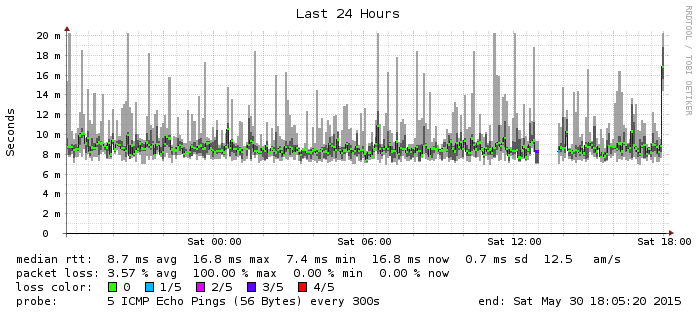 Last 24 Hours
RRDTOOL / TOBI OETIKER
Seconds
20 m
18 m
16 m
14 m
12 m
10 m
8 m
6 m
4 m
2 m
0
Sat 00:00 Sat 06:00 Sat 12:00 Sat 18:00
median rtt: 8.7 ms avg 16.8 ms max 7.4 ms min 16.8 ms now 0.7 ms sd 12.5 am/s
packet loss: 3.57 % avg 100.00 % max 0.00 % min 0.00 % now
loss color: 0 1/5 2/5 3/5 4/5
probe: 5 ICMP Echo Pings (56 Bytes) every 300s end: Sat May 30 18:05:20 2015